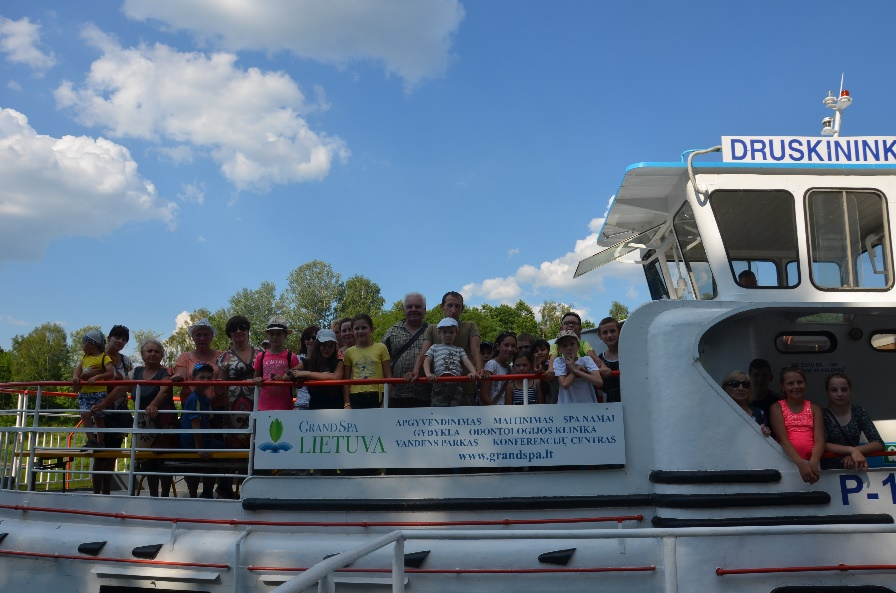 DRUSKININK
GRANDSPA
LIETUVA
APGYVENDINIMAS MAITINIMAS SPA NAMAI
GYDYKLA ODONTOLOGIJOS KLINIKA
VANDENS PARKAS KONFERENCIJŲ CENTRAS
www.grandspa.lt
P-1